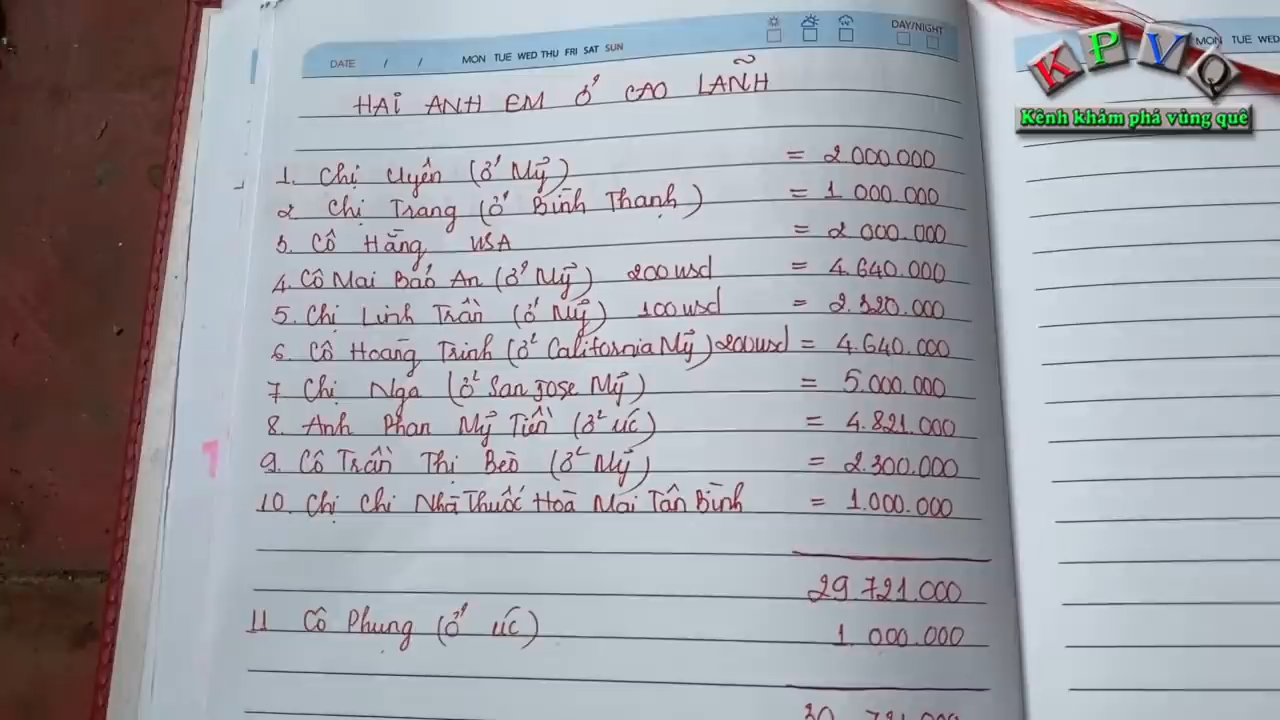 DATE / / MON TUE WED THU FRI SAT SUN DAY/NIGHT
MON TUE WED
KPVQ
Kênh khám phá vùng quê
HAI ANH EM Ở CAO LÃNH
1. Chị Uyên (ở Mỹ) = 2.000.000
2. Chị Trang (ở Bình Thạnh) = 1.000.000
3. Cô Hằng USA = 2.000.000
4. Cô Mai Bảo An (ở Mỹ) 200usd = 4.640.000
5. Chị Linh Trần (ở Mỹ) 100usd = 2.320.000
6. Cô Hoàng Trinh (ở California Mỹ) 200usd = 4.640.000
7. Chị Nga (ở San Jose Mỹ) = 5.000.000
8. Anh Phan Mỹ Tiến (ở ÚC) = 4.821.000
9. Cô Trần Thị Bèo (ở Mỹ) = 2.300.000
10. Chị Chi Nhà Thuốc Hoà Mai Tân Bình = 1.000.000
29.721.000
11 Cô Phụng (ở ÚC) 1.000.000
30.721.000